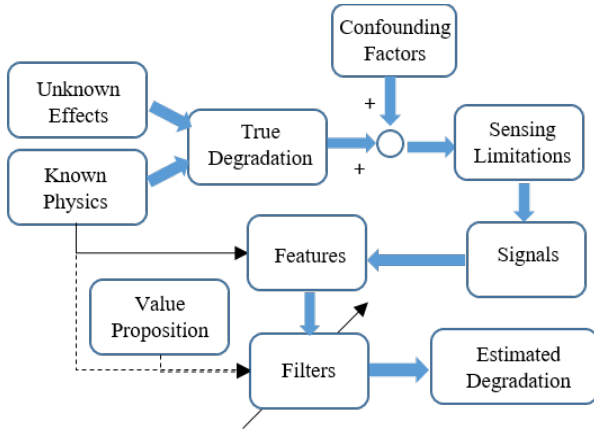 Confounding
Factors
Unknown
Effects
+
True
Degradation
+
Sensing
Limitations
Known
Physics
Features
Signals
Value
Proposition
Filters
Estimated
Degradation